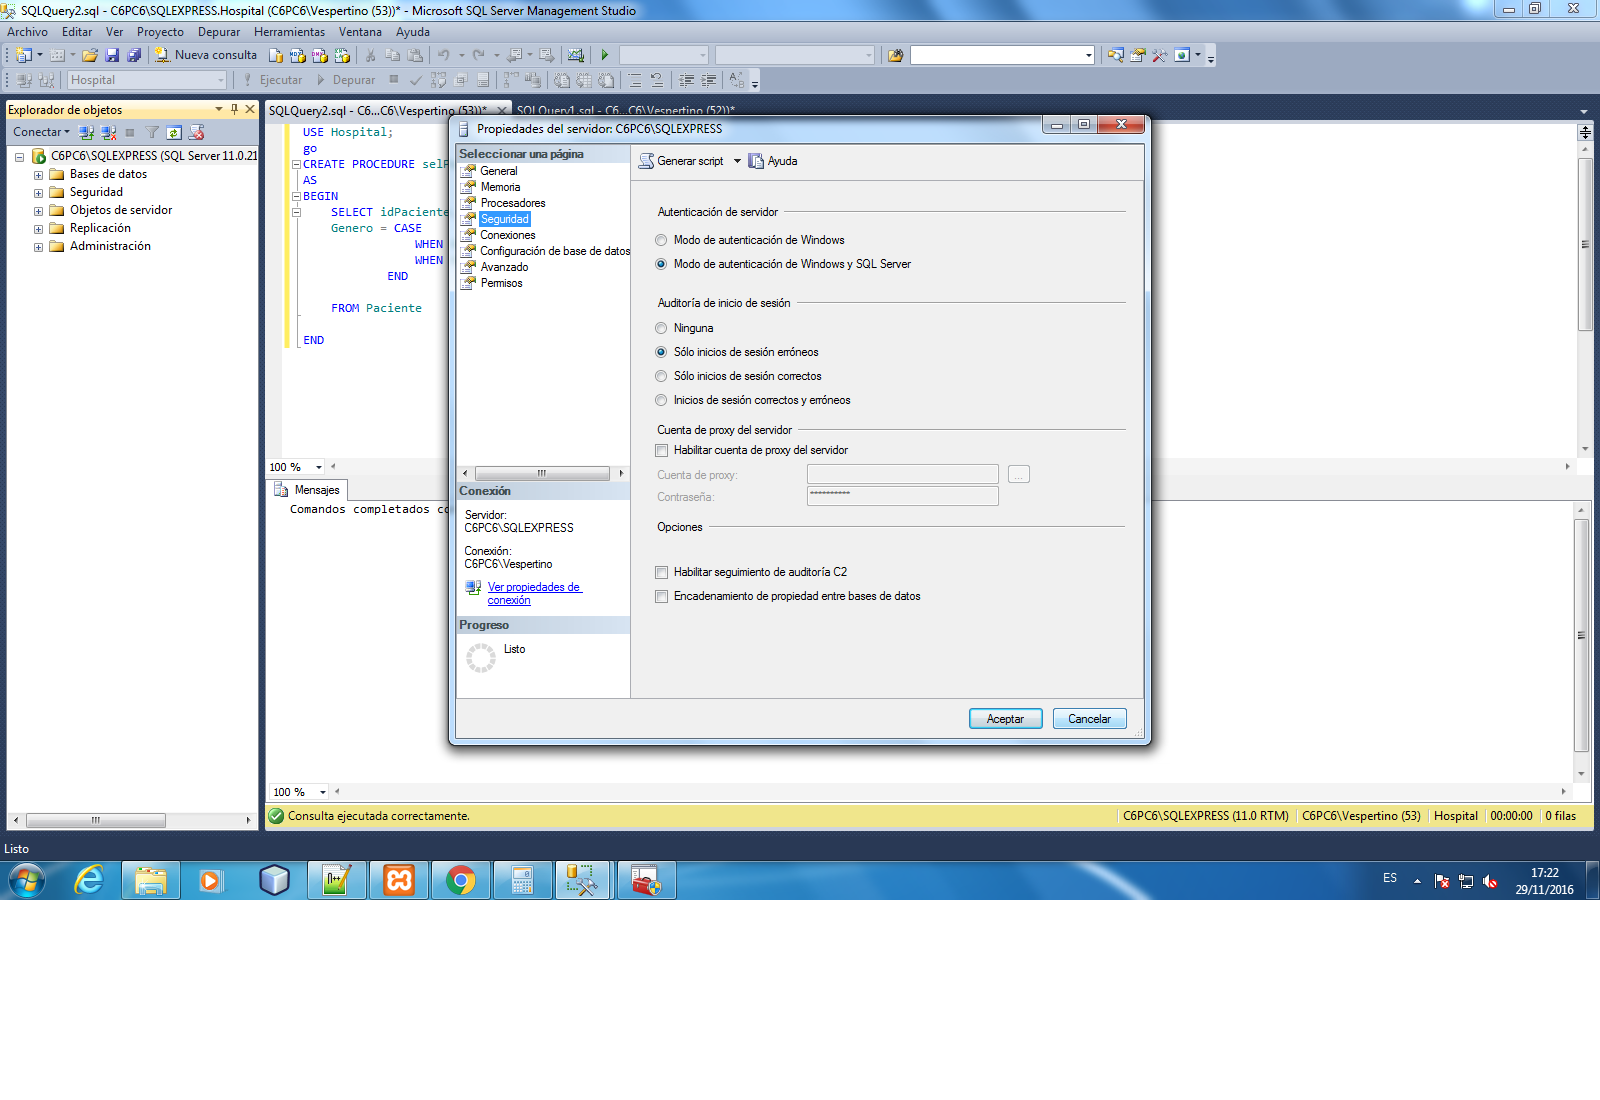 SQLQuery2.sql - C6PC6\SQLEXPRESS.Hospital (C6PC6\Vespertino (53))* - Microsoft SQL Server Management Studio
Archivo Editar Ver Proyecto Depurar Herramientas Ventana Ayuda
Nueva consulta
Hospital Ejecutar Depurar
Explorador de objetos
Conectar
C6PC6\SQLEXPRESS (SQL Server 11.0.21
Bases de datos
Seguridad
Objetos de servidor
Replicación
Administración
SQLQuery2.sql - C6...C6\Vespertino (53))* SQLQuery1.sql - C6...C6\Vespertino (52))*
USE Hospital;
go
CREATE PROCEDURE selP
AS
BEGIN
SELECT idPaciente
Genero = CASE
WHEN
WHEN
END
FROM Paciente
END
100 %
Mensajes
Comandos completados co
100 %
Propiedades del servidor: C6PC6\SQLEXPRESS
Seleccionar una página
General
Memoria
Procesadores
Seguridad
Conexiones
Configuración de base de datos
Avanzado
Permisos
Conexión
Servidor:
C6PC6\SQLEXPRESS
Conexión:
C6PC6\Vespertino
Ver propiedades de
conexión
Progreso
Listo
Generar script Ayuda
Autenticación de servidor
Modo de autenticación de Windows
Modo de autenticación de Windows y SQL Server
Auditoría de inicio de sesión
Ninguna
Sólo inicios de sesión erróneos
Sólo inicios de sesión correctos
Inicios de sesión correctos y erróneos
Cuenta de proxy del servidor
Habilitar cuenta de proxy del servidor
Cuenta de proxy:
...
Contraseña: **********
Opciones
Habilitar seguimiento de auditoría C2
Encadenamiento de propiedad entre bases de datos
Aceptar Cancelar
Consulta ejecutada correctamente. C6PC6\SQLEXPRESS (11.0 RTM) C6PC6\Vespertino (53) Hospital 00:00:00 0 filas
Listo
ES
17:22
29/11/2016